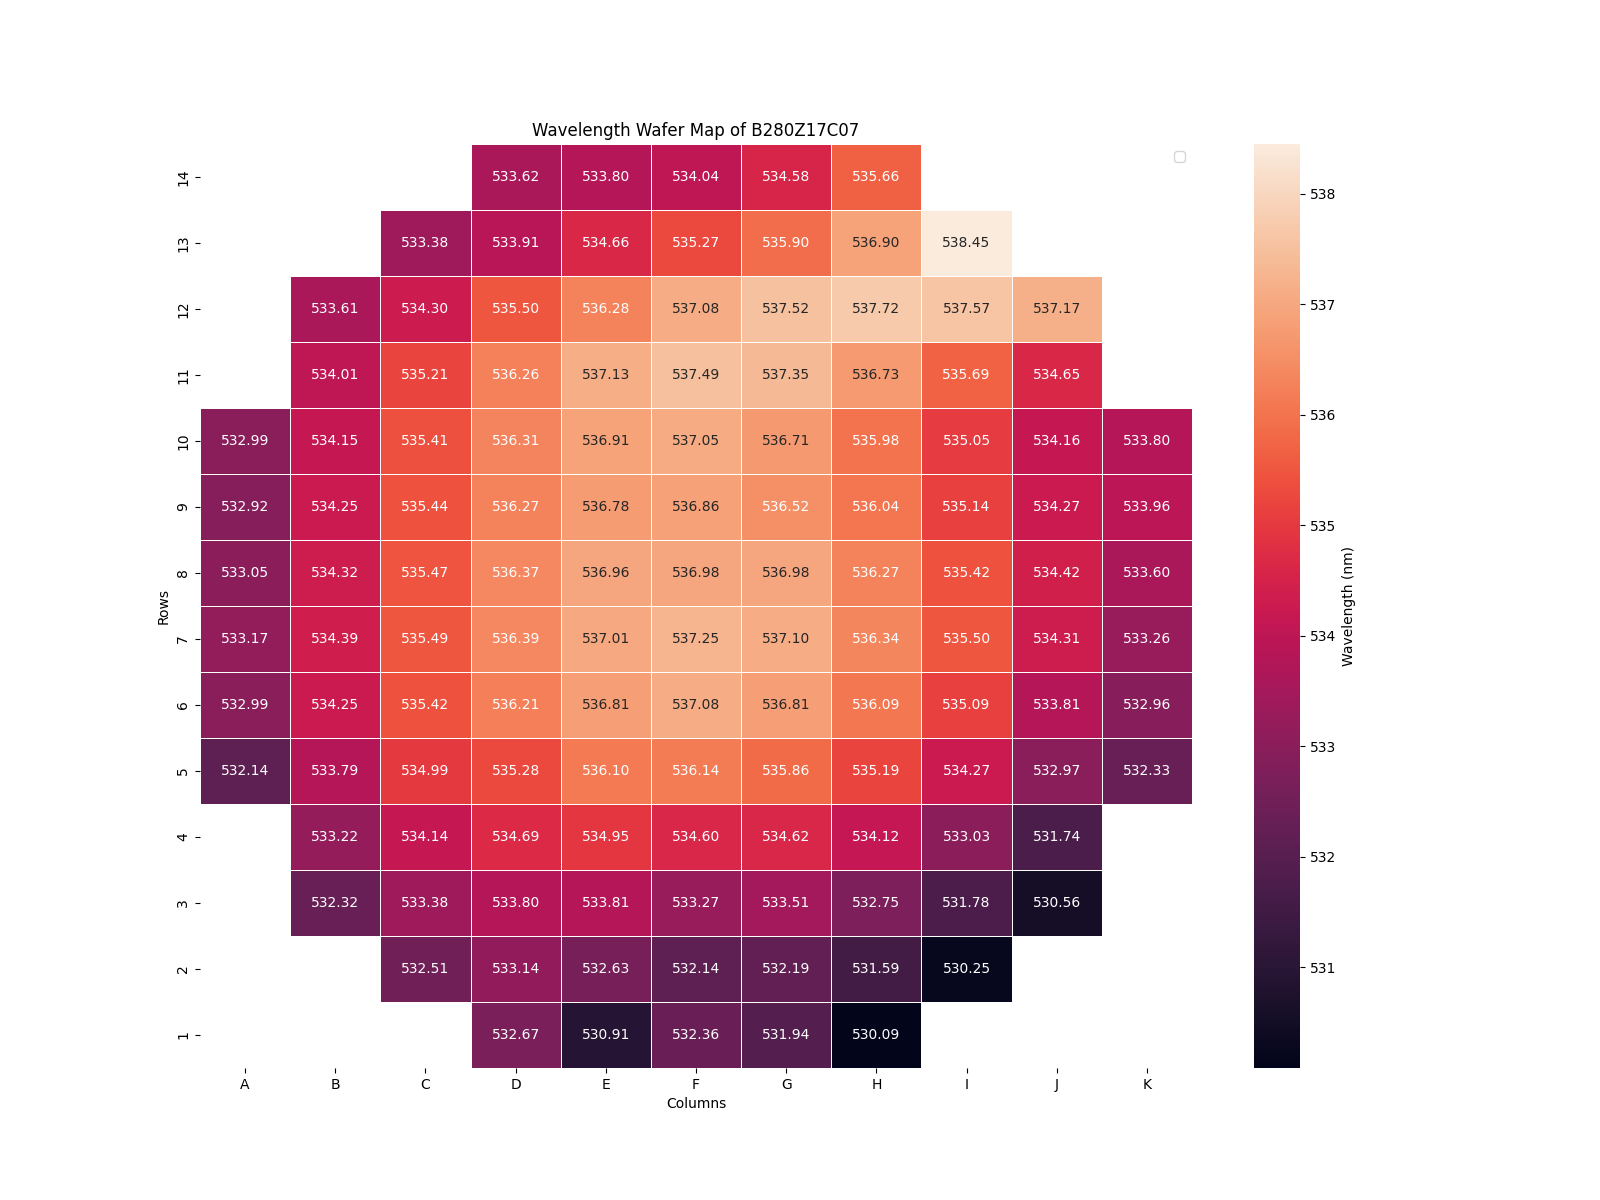 Wavelength Wafer Map of B280Z17C07
14 533.62 533.80 534.04 534.58 535.66
13 533.38 533.91 534.66 535.27 535.90 536.90 538.45
12 533.61 534.30 535.50 536.28 537.08 537.52 537.72 537.57 537.17
11 534.01 535.21 536.26 537.13 537.49 537.35 536.73 535.69 534.65
10 532.99 534.15 535.41 536.31 536.91 537.05 536.71 535.98 535.05 534.16 533.80
9 532.92 534.25 535.44 536.27 536.78 536.86 536.52 536.04 535.14 534.27 533.96
8 533.05 534.32 535.47 536.37 536.96 536.98 536.98 536.27 535.42 534.42 533.60
7 533.17 534.39 535.49 536.39 537.01 537.25 537.10 536.34 535.50 534.31 533.26
6 532.99 534.25 535.42 536.21 536.81 537.08 536.81 536.09 535.09 533.81 532.96
5 532.14 533.79 534.99 535.28 536.10 536.14 535.86 535.19 534.27 532.97 532.33
4 533.22 534.14 534.69 534.95 534.60 534.62 534.12 533.03 531.74
3 532.32 533.38 533.80 533.81 533.27 533.51 532.75 531.78 530.56
2 532.51 533.14 532.63 532.14 532.19 531.59 530.25
1 532.67 530.91 532.36 531.94 530.09
A B C D E F G H I J K
Columns
Rows
538
537
536
535
534
533
532
531
Wavelength (nm)